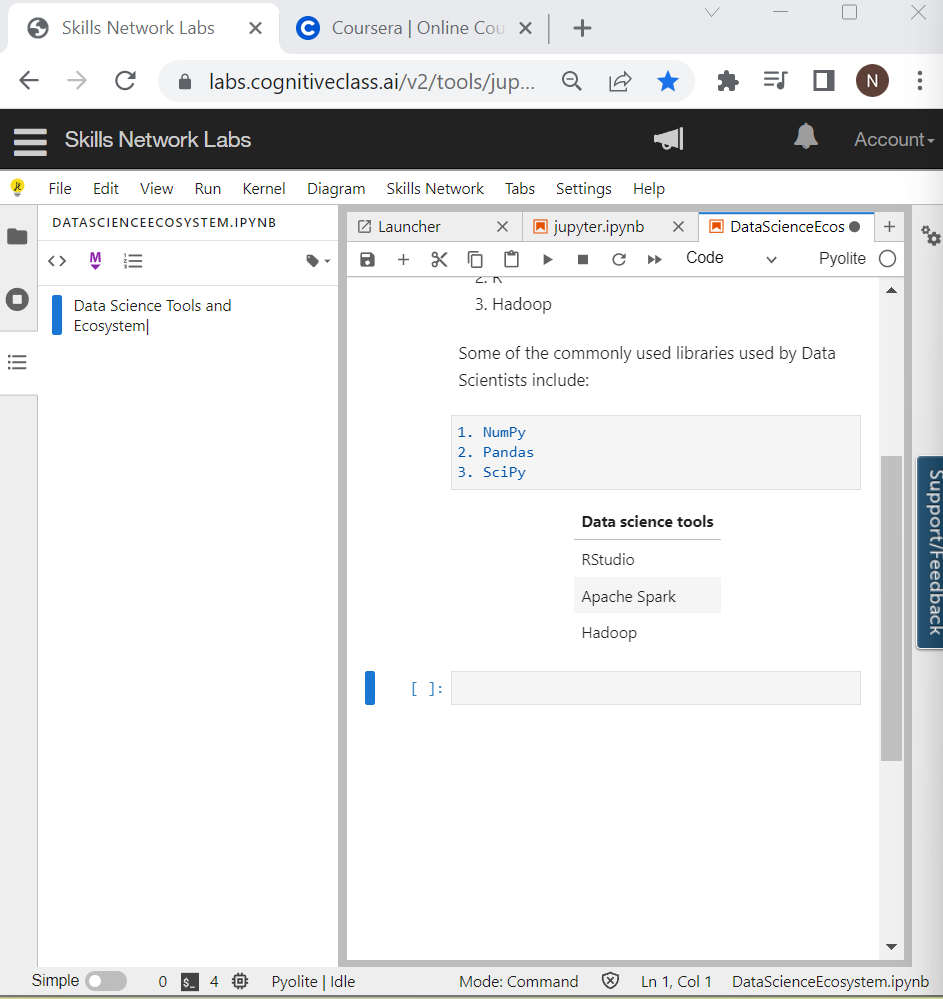 Skills Network Labs
Coursera | Online Cou
labs.cognitiveclass.ai/v2/tools/jup...
N
Skills Network Labs
Account
File Edit View Run Kernel Diagram Skills Network Tabs Settings Help
DATASCIENCEECOSYSTEM.IPYNB
M
Data Science Tools and
Ecosystem
Launcher
jupyter.ipynb
DataScienceEcos
Code
Pyolite
2. R
3. Hadoop
Some of the commonly used libraries used by Data
Scientists include:
1. NumPy
2. Pandas
3. SciPy
Data science tools
RStudio
Apache Spark
Hadoop
[ ]:
Support/Feedback
Simple 0 $_ 4 Pyolite | Idle Mode: Command Ln 1, Col 1 DataScienceEcosystem.ipynb